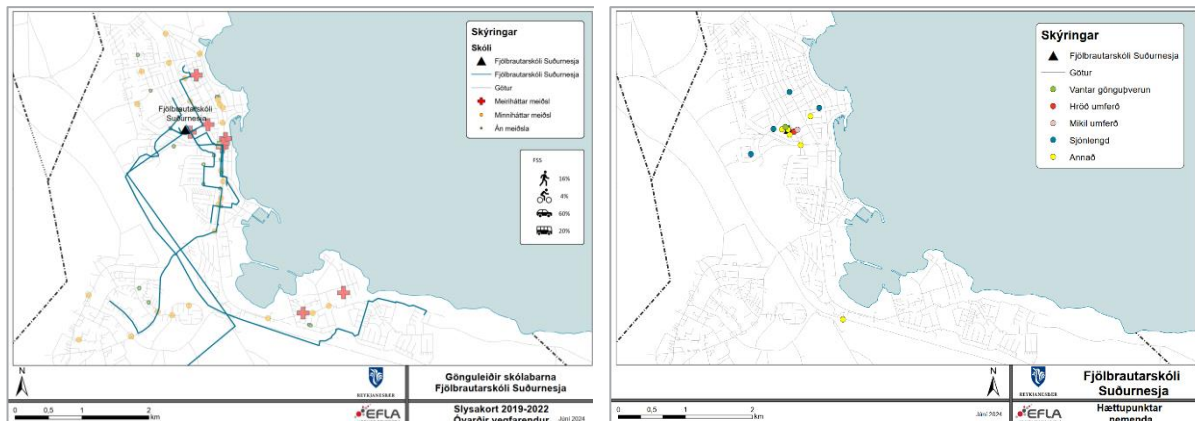 Skýringar
Skóli
Fjölbrautarskóli Suðurnesja
Fjölbrautarskóli Suðurnesja
Götur
Meiriháttar meiðsl
Minniháttar meiðsl
Án meiðsla
Fjölbrautarskóli
Suðurnesja
FSS
16%
4%
60%
20%
N
0 0,5 1 2
km
REYKJANESBÆR
EFLA
Gönguleiðir skólabarna
Fjölbrautarskóli Suðurnesja
Slysakort 2019-2022
Óvarðir vegfarendur
Júní 2024
Skýringar
Fjölbrautarskóli Suðurnesja
Götur
Vantar gönguþverun
Hröð umferð
Mikil umferð
Sjónlengd
Annað
N
0 0,5 1 2
km
REYKJANESBÆR
EFLA
Júní 2024
Fjölbrautarskóli
Suðurnesja
Hættupunktar
nemenda